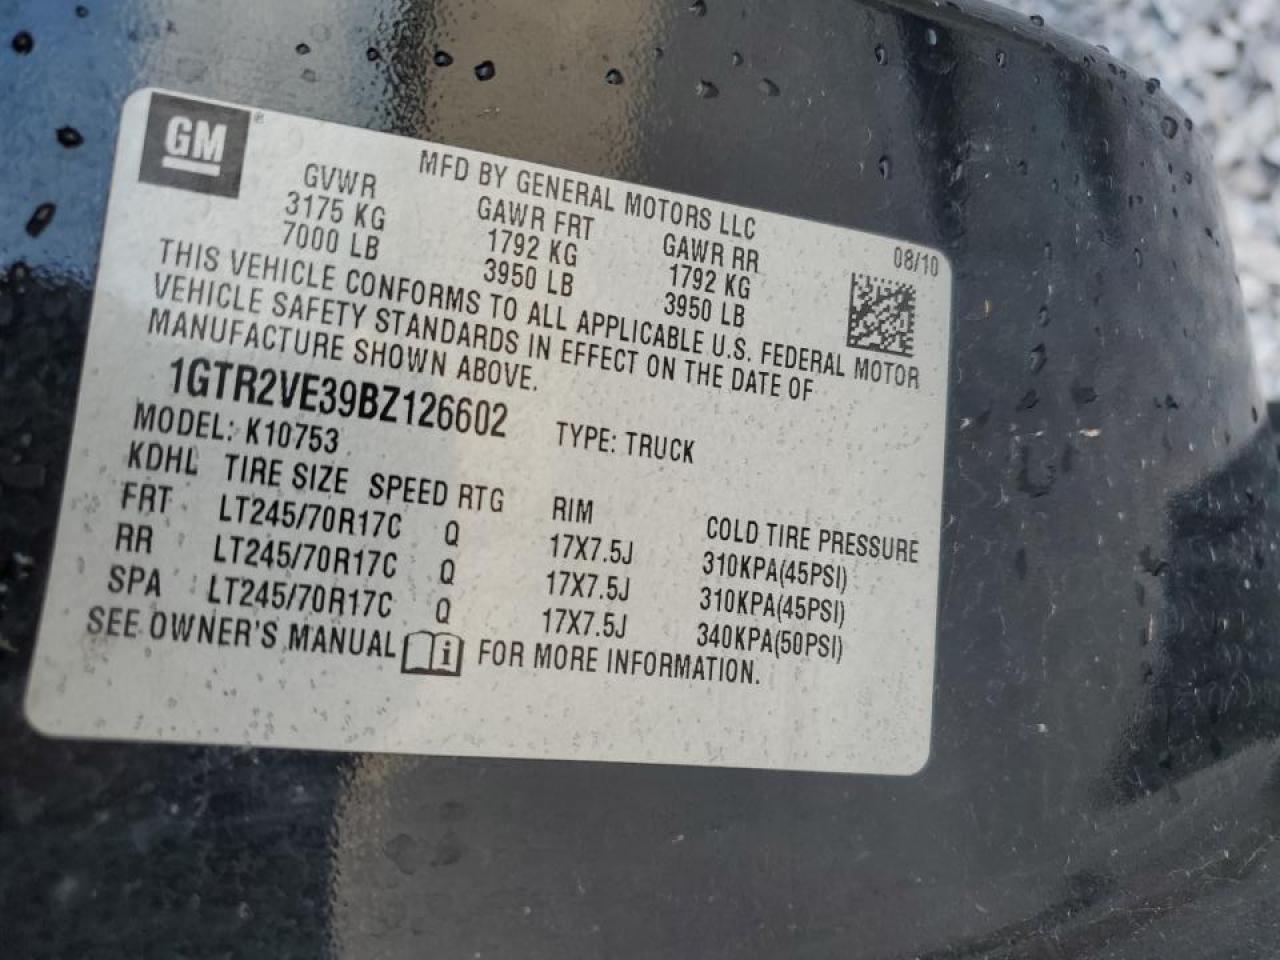 GM®
MFD BY GENERAL MOTORS LLC
08/10
GVWR GAWR FRT GAWR RR
3175 KG 1792 KG 1792 KG
7000 LB 3950 LB 3950 LB
THIS VEHICLE CONFORMS TO ALL APPLICABLE U.S. FEDERAL MOTOR
VEHICLE SAFETY STANDARDS IN EFFECT ON THE DATE OF
MANUFACTURE SHOWN ABOVE.
1GTR2VE39BZ126602 TYPE: TRUCK
MODEL: K10753
KDHL TIRE SIZE SPEED RTG RIM COLD TIRE PRESSURE
FRT LT245/70R17C Q 17X7.5J 310KPA(45PSI)
RR LT245/70R17C Q 17X7.5J 310KPA(45PSI)
SPA LT245/70R17C Q 17X7.5J 340KPA(50PSI)
SEE OWNER'S MANUAL i FOR MORE INFORMATION.